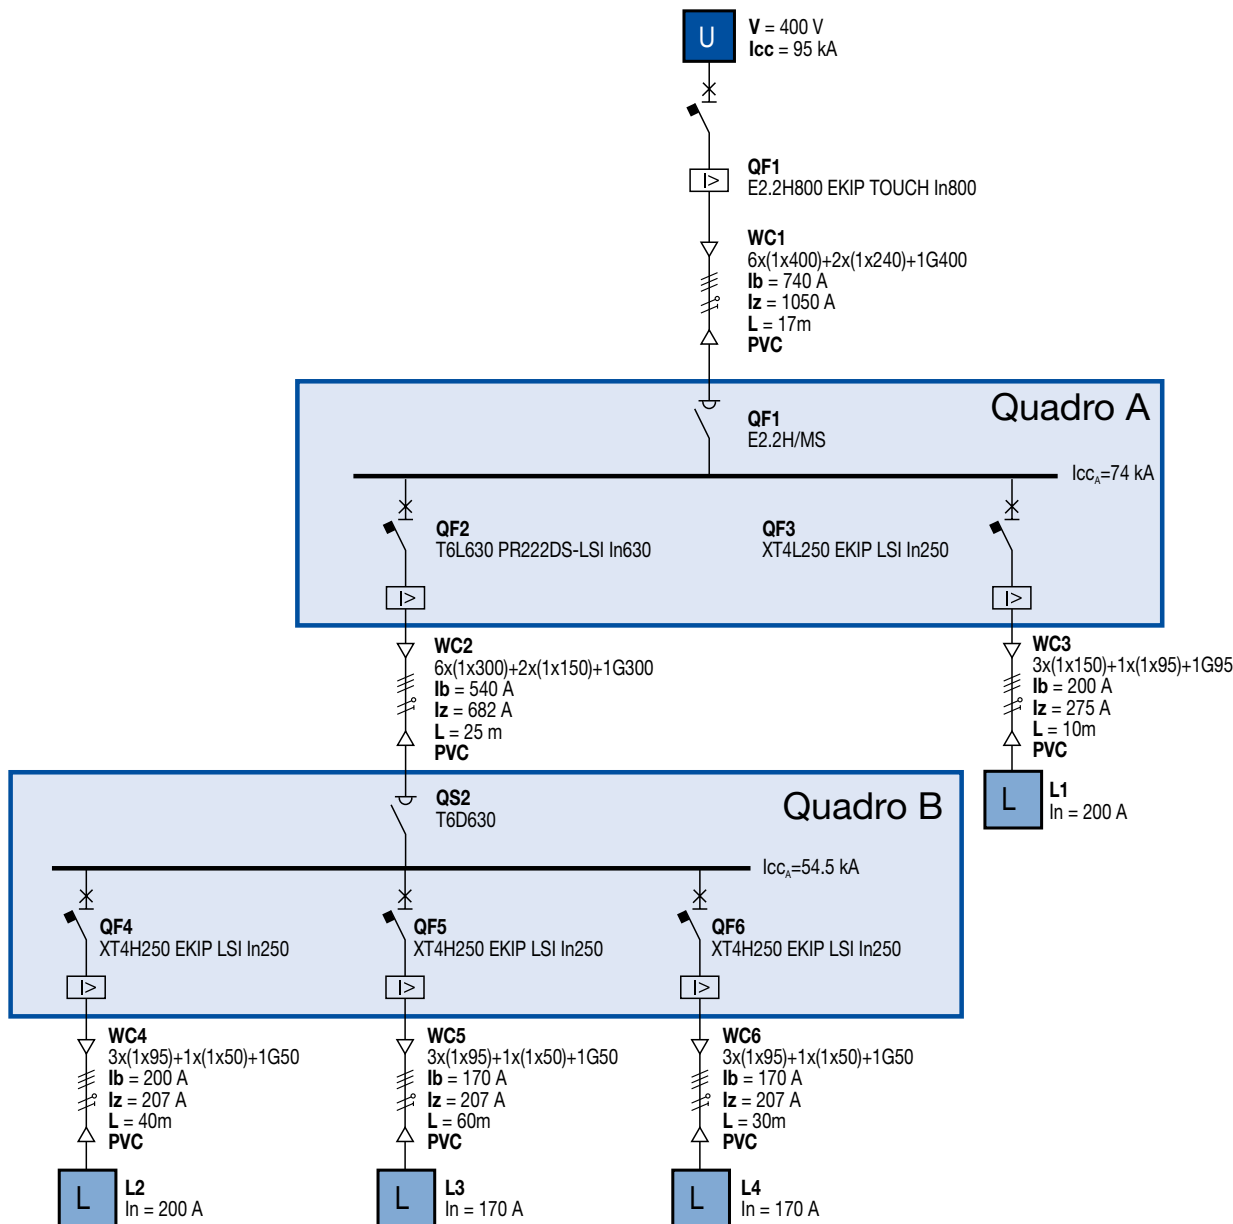 U
V = 400 V
Icc = 95 kA
QF1
E2.2H800 EKIP TOUCH In800
I>
WC1
6x(1x400)+2x(1x240)+1G400
Ib = 740 A
Iz = 1050 A
L = 17m
PVC
Quadro A
QF1
E2.2H/MS
IccA=74 kA
QF2
T6L630 PR222DS-LSI In630
I>
QF3
XT4L250 EKIP LSI In250
I>
WC2
6x(1x300)+2x(1x150)+1G300
Ib = 540 A
Iz = 682 A
L = 25 m
PVC
WC3
3x(1x150)+1x(1x95)+1G95
Ib = 200 A
Iz = 275 A
L = 10m
PVC
L
L1
In = 200 A
Quadro B
QS2
T6D630
IccA=54.5 kA
QF4
XT4H250 EKIP LSI In250
I>
QF5
XT4H250 EKIP LSI In250
I>
QF6
XT4H250 EKIP LSI In250
I>
WC4
3x(1x95)+1x(1x50)+1G50
Ib = 200 A
Iz = 207 A
L = 40m
PVC
WC5
3x(1x95)+1x(1x50)+1G50
Ib = 170 A
Iz = 207 A
L = 60m
PVC
WC6
3x(1x95)+1x(1x50)+1G50
Ib = 170 A
Iz = 207 A
L = 30m
PVC
L
L2
In = 200 A
L
L3
In = 170 A
L
L4
In = 170 A